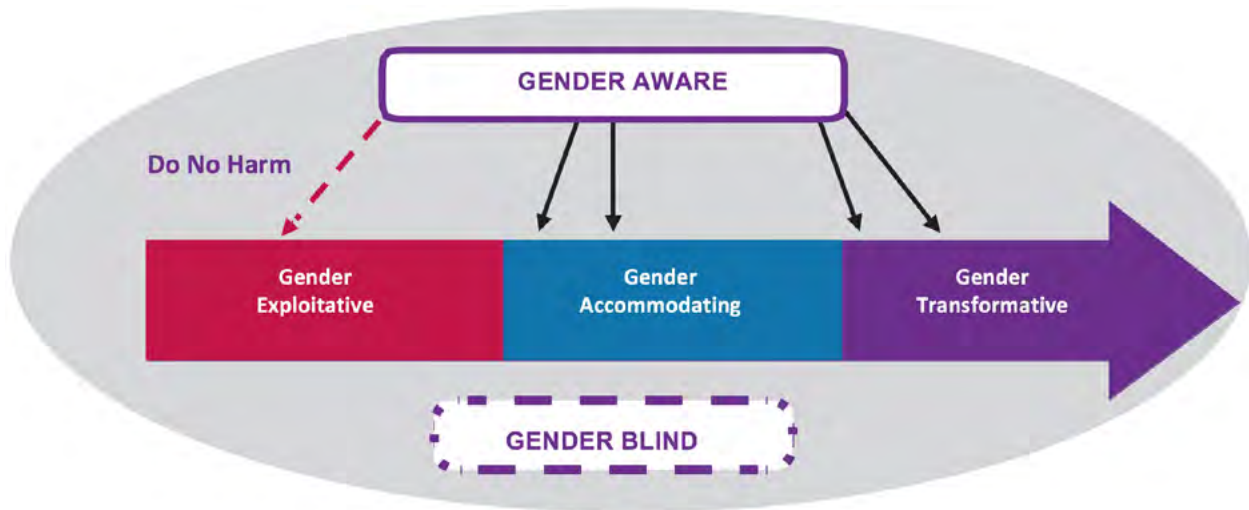 GENDER AWARE
Do No Harm
Gender
Exploitative
Gender
Accommodating
Gender
Transformative
GENDER BLIND